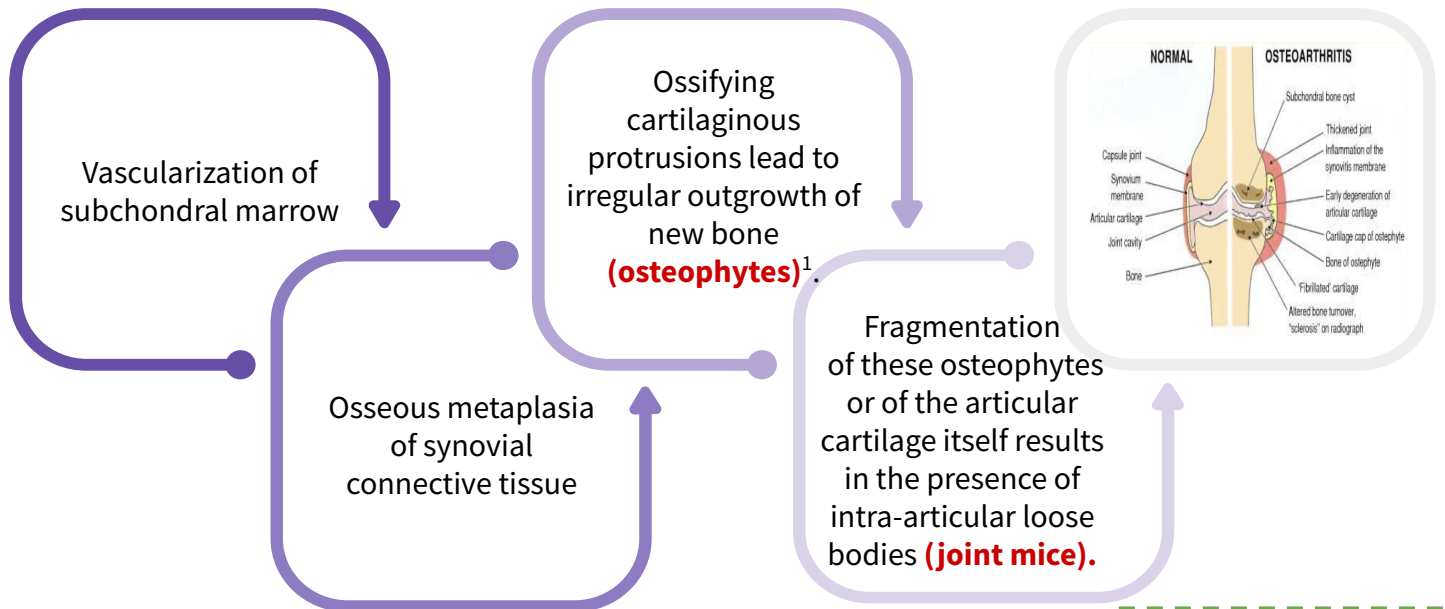 Vascularization of
subchondral marrow
Osseous metaplasia
of synovial
connective tissue
Ossifying
cartilaginous
protrusions lead to
irregular outgrowth of
new bone
(osteophytes)¹.
Fragmentation
of these osteophytes
or of the articular
cartilage itself results
in the presence of
intra-articular loose
bodies (joint mice).
NORMAL
OSTEOARTHRITIS
Capsule joint
Synovium
membrane
Articular cartilage
Joint cavity
Bone
Subchondral bone cyst
Thickened joint
Inflammation of the
synovitis membrane
Early degeneration of
articular cartilage
Cartilage cap of ostephyte
Bone of ostephyte
'Fibrillated' cartilage
Altered bone turnover,
"sclerosis" on radiograph